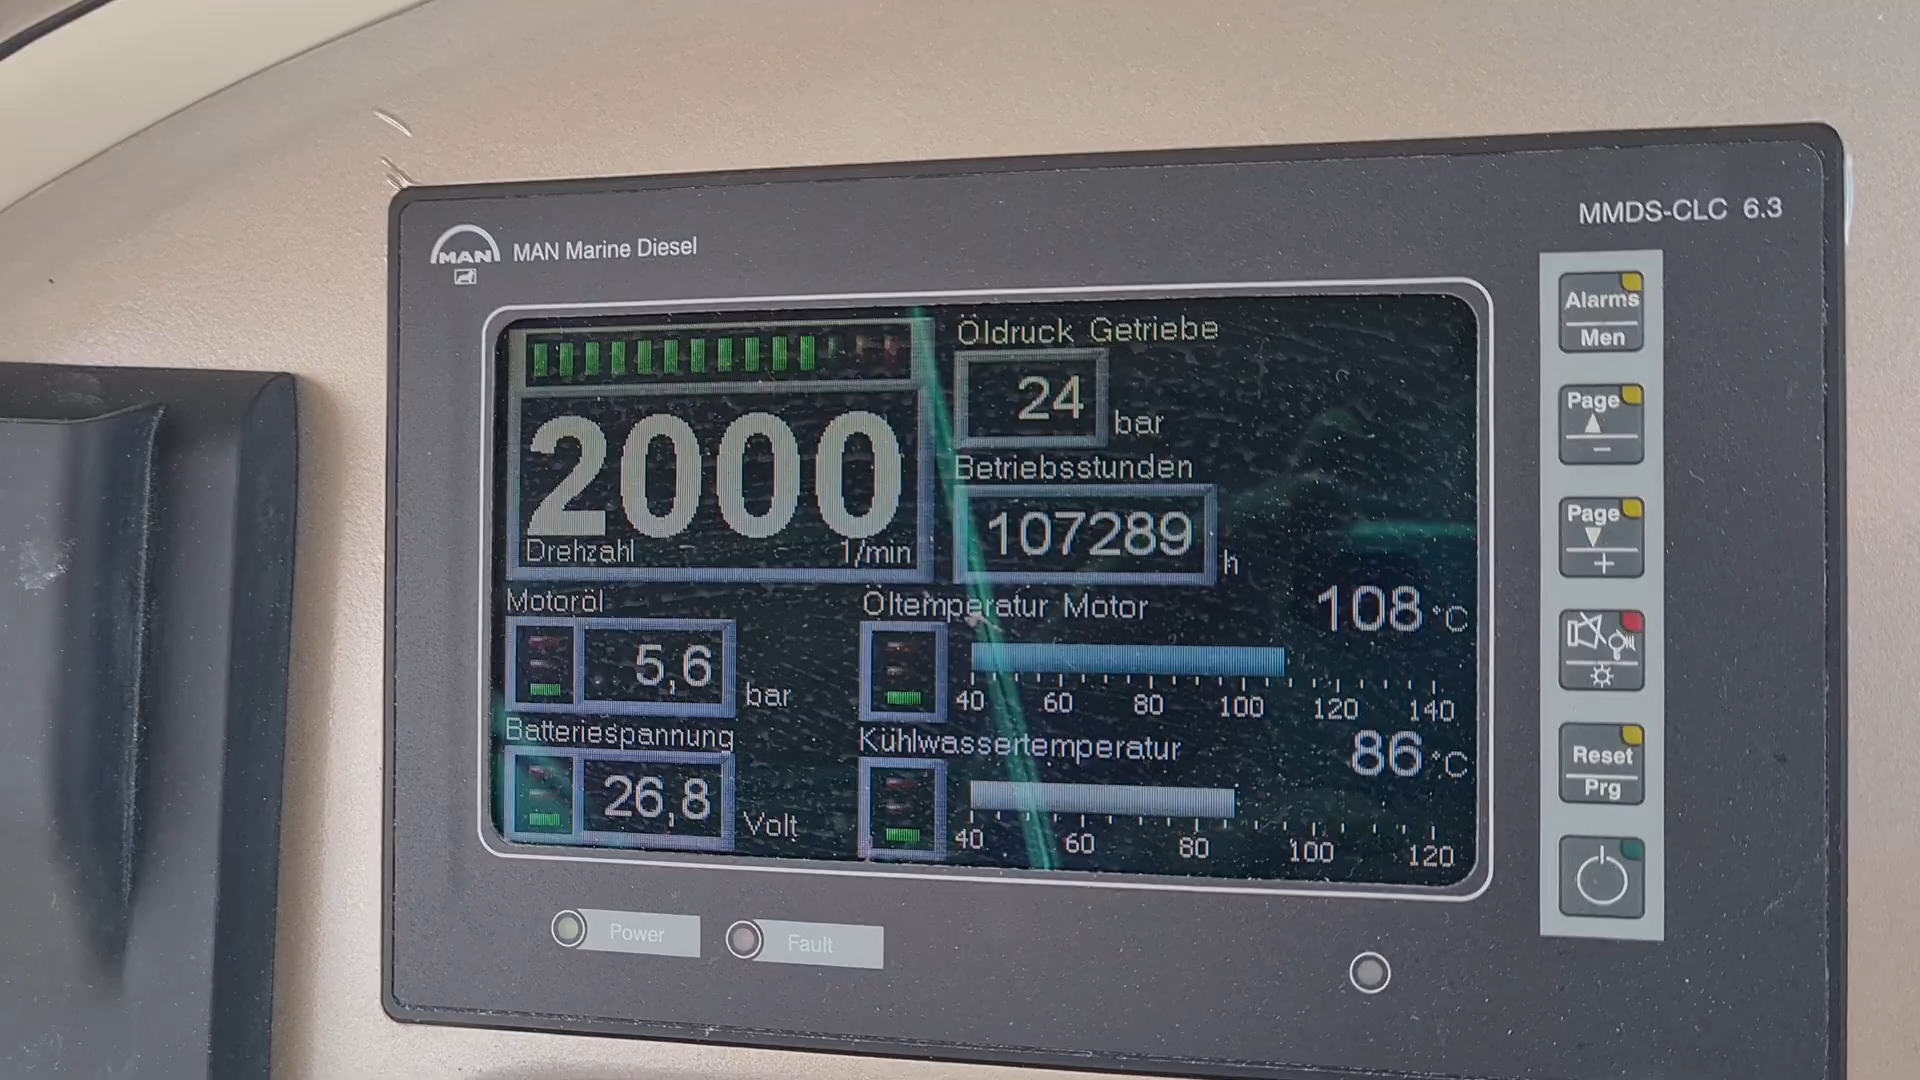 MMDS-CLC 6.3
MAN MAN Marine Diesel
Öldruck Getriebe
24 bar
2000
Drehzahl 1/min
Betriebsstunden
107289 h
Motoröl
5,6 bar
Öltemperatur Motor 108 °C
40 60 80 100 120 140
Batteriespannung
26,8 Volt
Kühlwassertemperatur 86 °C
40 60 80 100 120
Power Fault
Alarms
Men
Page
−
Page
+
Reset
Prg